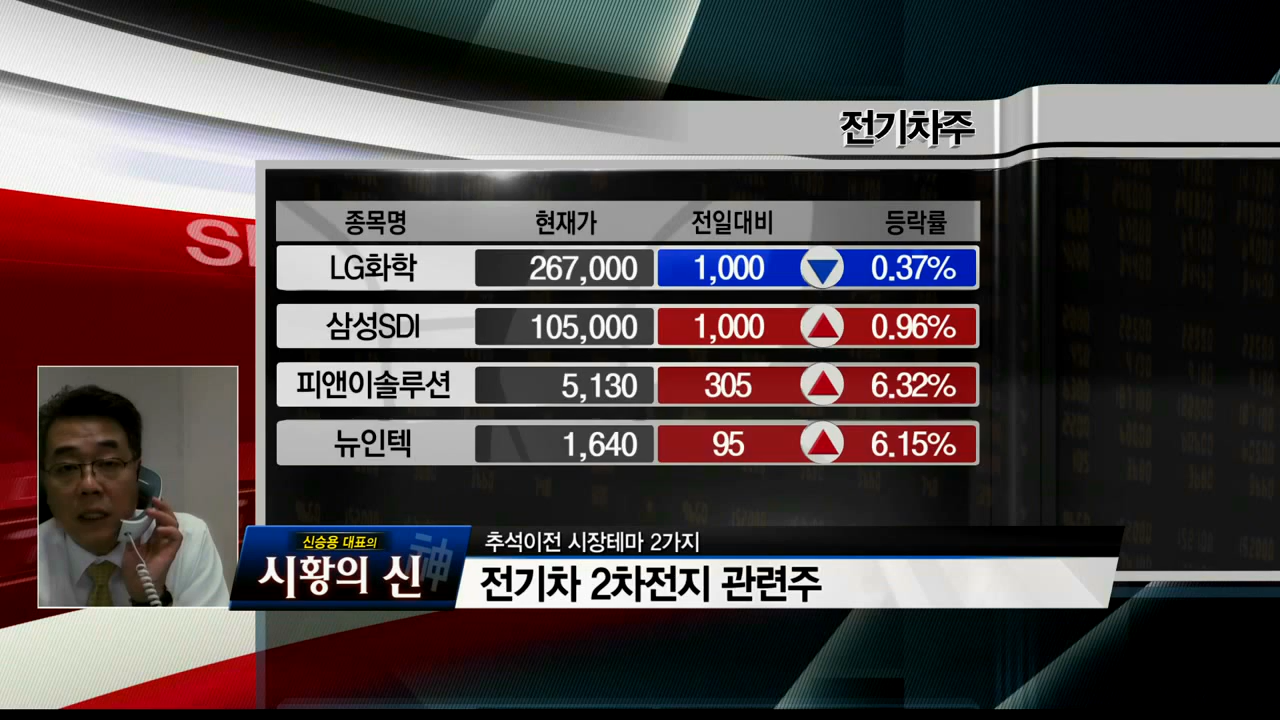 전기차주
종목명 현재가 전일대비 등락률
LG화학 267,000 1,000 ▼ 0.37%
삼성SDI 105,000 1,000 ▲ 0.96%
피앤이솔루션 5,130 305 ▲ 6.32%
뉴인텍 1,640 95 ▲ 6.15%
신승용 대표의
시황의 신 神
추석이전 시장테마 2가지
전기차 2차전지 관련주